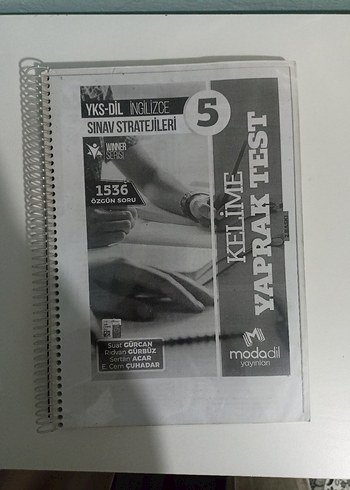 YKS-DİL İNGİLİZCE
SINAV STRATEJİLERİ
5
WINNER
SERİSİ
1536
ÖZGÜN SORU
KELİME
YAPRAK TEST
Suat GÜRCAN
Rıdvan GÜRBÜZ
Sertan ACAR
E. Cem ÇUHADAR
modadil
yayınları